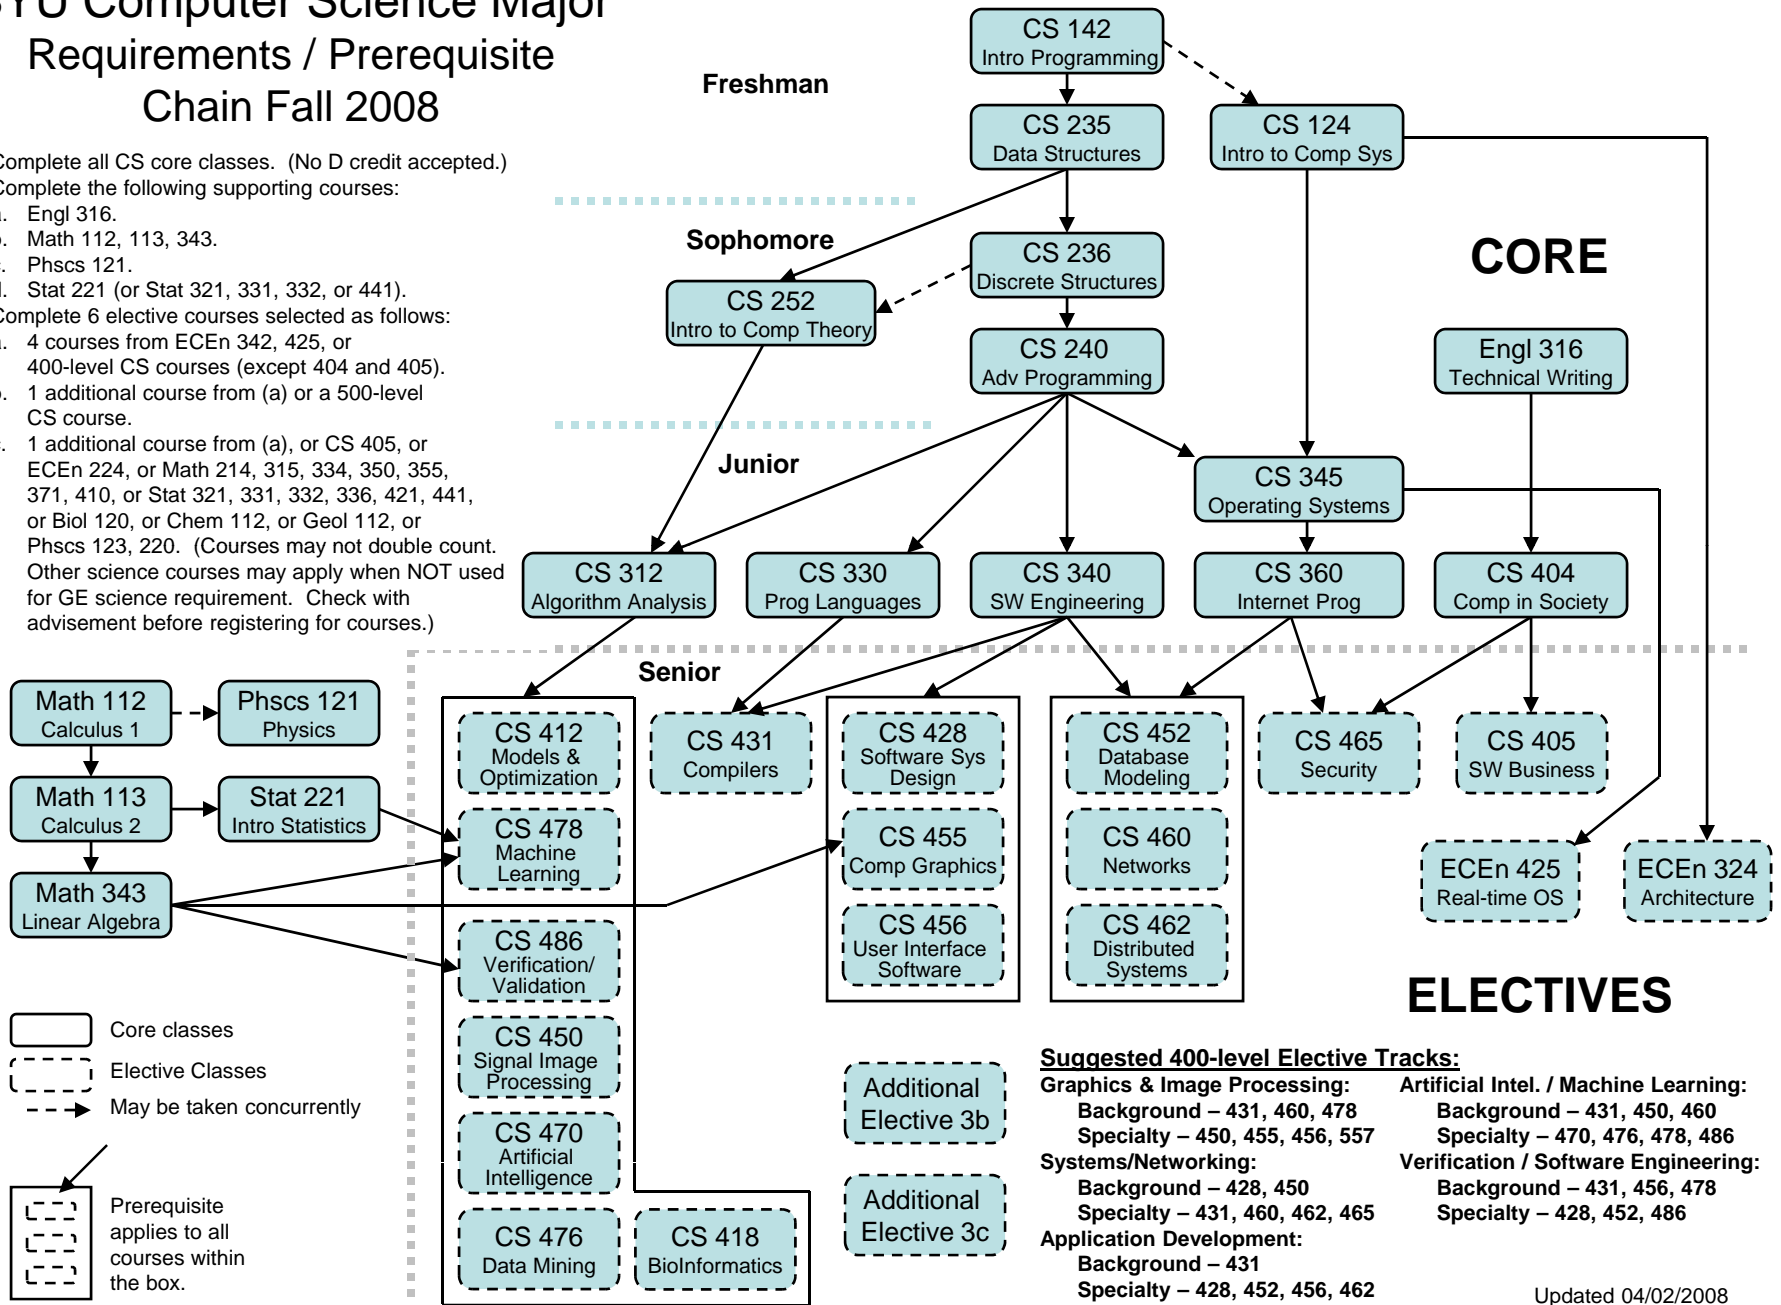 YU Computer Science Major
Requirements / Prerequisite
Chain Fall 2008
Complete all CS core classes. (No D credit accepted.)
Complete the following supporting courses:
Engl 316.
Math 112, 113, 343.
Phscs 121.
Stat 221 (or Stat 321, 331, 332, or 441).
Complete 6 elective courses selected as follows:
4 courses from ECEn 342, 425, or
400-level CS courses (except 404 and 405).
1 additional course from (a) or a 500-level
CS course.
1 additional course from (a), or CS 405, or
ECEn 224, or Math 214, 315, 334, 350, 355,
371, 410, or Stat 321, 331, 332, 336, 421, 441,
or Biol 120, or Chem 112, or Geol 112, or
Phscs 123, 220. (Courses may not double count.
Other science courses may apply when NOT used
for GE science requirement. Check with
advisement before registering for courses.)
Freshman
CS 142
Intro Programming
CS 235
Data Structures
CS 124
Intro to Comp Sys
Sophomore
CS 236
Discrete Structures
CORE
CS 252
Intro to Comp Theory
CS 240
Adv Programming
Engl 316
Technical Writing
Junior
CS 345
Operating Systems
CS 312
Algorithm Analysis
CS 330
Prog Languages
CS 340
SW Engineering
CS 360
Internet Prog
CS 404
Comp in Society
Senior
Math 112
Calculus 1
Phscs 121
Physics
Math 113
Calculus 2
Stat 221
Intro Statistics
Math 343
Linear Algebra
CS 412
Models &
Optimization
CS 478
Machine
Learning
CS 486
Verification/
Validation
CS 450
Signal Image
Processing
CS 470
Artificial
Intelligence
CS 476
Data Mining
CS 418
BioInformatics
CS 431
Compilers
CS 428
Software Sys
Design
CS 455
Comp Graphics
CS 456
User Interface
Software
CS 452
Database
Modeling
CS 460
Networks
CS 462
Distributed
Systems
CS 465
Security
CS 405
SW Business
ECEn 425
Real-time OS
ECEn 324
Architecture
ELECTIVES
Core classes
Elective Classes
May be taken concurrently
Prerequisite
applies to all
courses within
the box.
Additional
Elective 3b
Additional
Elective 3c
Suggested 400-level Elective Tracks:
Graphics & Image Processing:
Background – 431, 460, 478
Specialty – 450, 455, 456, 557
Systems/Networking:
Background – 428, 450
Specialty – 431, 460, 462, 465
Application Development:
Background – 431
Specialty – 428, 452, 456, 462
Artificial Intel. / Machine Learning:
Background – 431, 450, 460
Specialty – 470, 476, 478, 486
Verification / Software Engineering:
Background – 431, 456, 478
Specialty – 428, 452, 486
Updated 04/02/2008